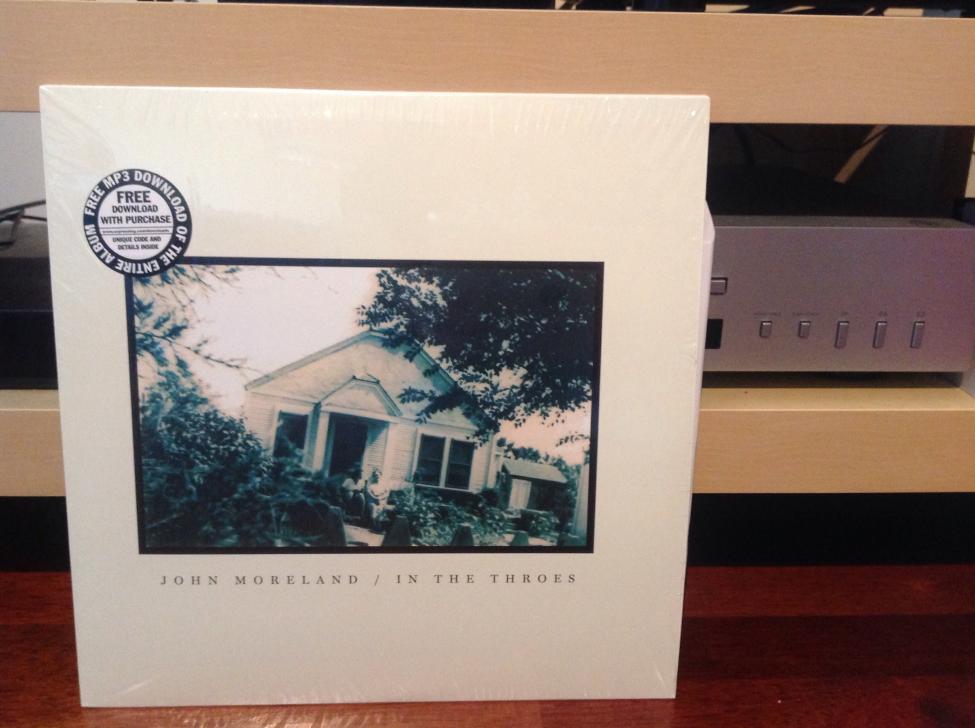 FREE MP3 DOWNLOAD OF THE ENTIRE ALBUM
FREE
DOWNLOAD
WITH PURCHASE
UNIQUE CODE AND
DETAILS INSIDE
JOHN MORELAND / IN THE THROES